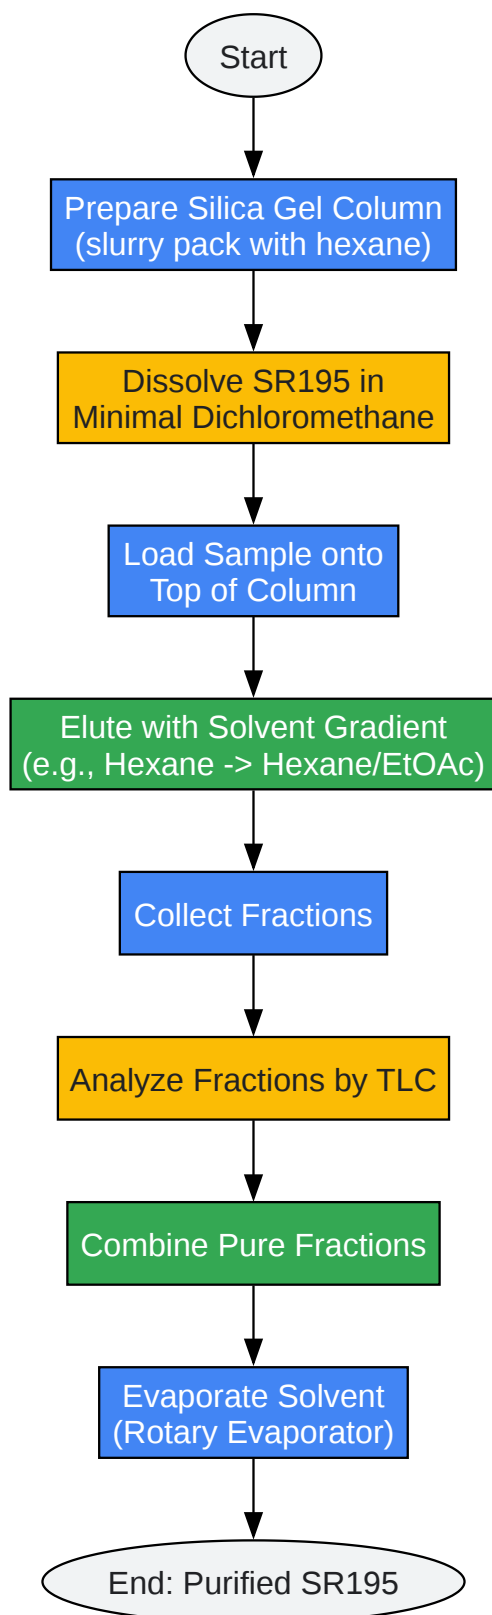 Start
Prepare Silica Gel Column
(slurry pack with hexane)
Dissolve SR195 in
Minimal Dichloromethane
Load Sample onto
Top of Column
Elute with Solvent Gradient
(e.g., Hexane -> Hexane/EtOAc)
Collect Fractions
Analyze Fractions by TLC
Combine Pure Fractions
Evaporate Solvent
(Rotary Evaporator)
End: Purified SR195